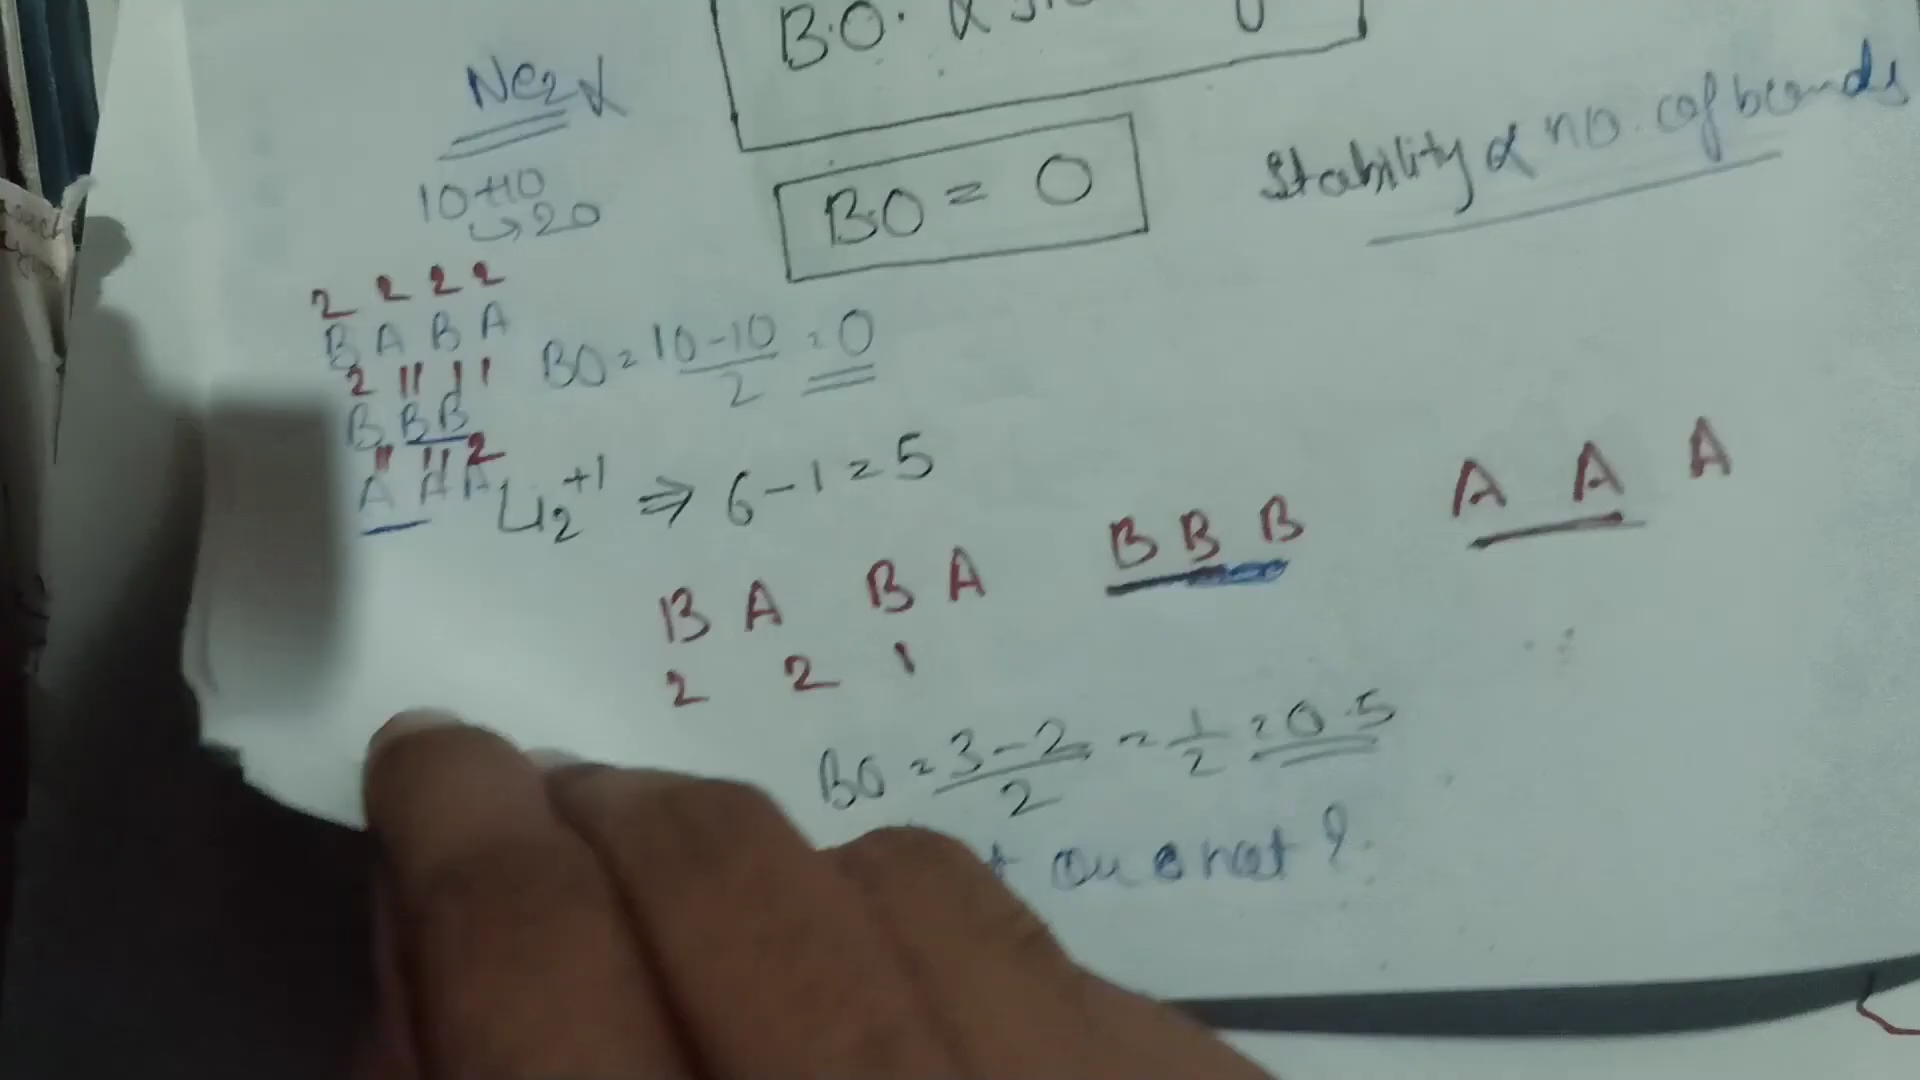 B.O. α
Ne2 X
BO = 0
Stability α no. of bonds
10+10
↳20
2 2 2 2
B A B A
BO = 10-10/2 = 0
2 11 1 1
B B B
11 11 2
A A A
Li2+1 ⇒ 6-1=5
B A B A
B B B
A A A
2 2 1
BO = 3-2/2 = 1/2 = 0.5
or not ?